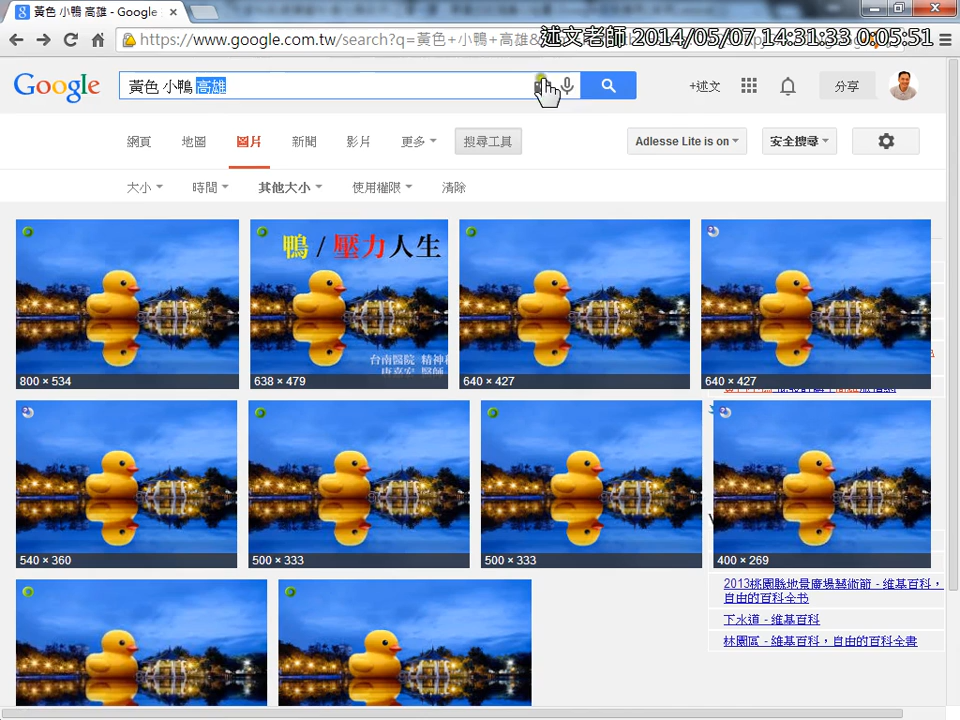 黃色 小鴨 高雄 - Google
https://www.google.com.tw/search?q=黃色+小鴨+高雄&
述文老師 2014/05/07 14:31:33 0:05:51
Google
黃色 小鴨 高雄
+述文
分享
網頁 地圖 圖片 新聞 影片 更多 搜尋工具
Adlesse Lite is on 安全搜尋
大小 時間 其他大小 使用權限 清除
鴨 / 壓力人生
台南醫院 精神科
唐嘉宏 醫師
800 × 534
638 × 479
640 × 427
640 × 427
540 × 360
500 × 333
500 × 333
400 × 269
2013桃園縣地景廣場藝術節 - 維基百科，
自由的百科全书
下水道 - 維基百科
林園區 - 維基百科，自由的百科全書